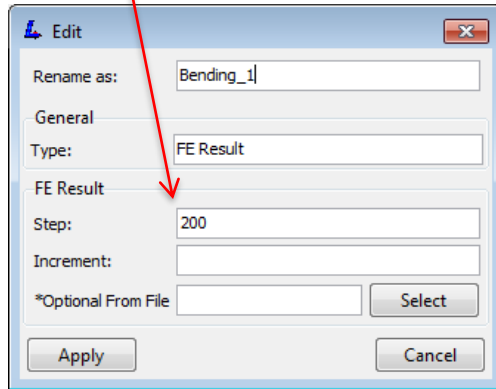 Edit
Rename as: Bending_1
General
Type: FE Result
FE Result
Step: 200
Increment:
*Optional From File Select
Apply Cancel